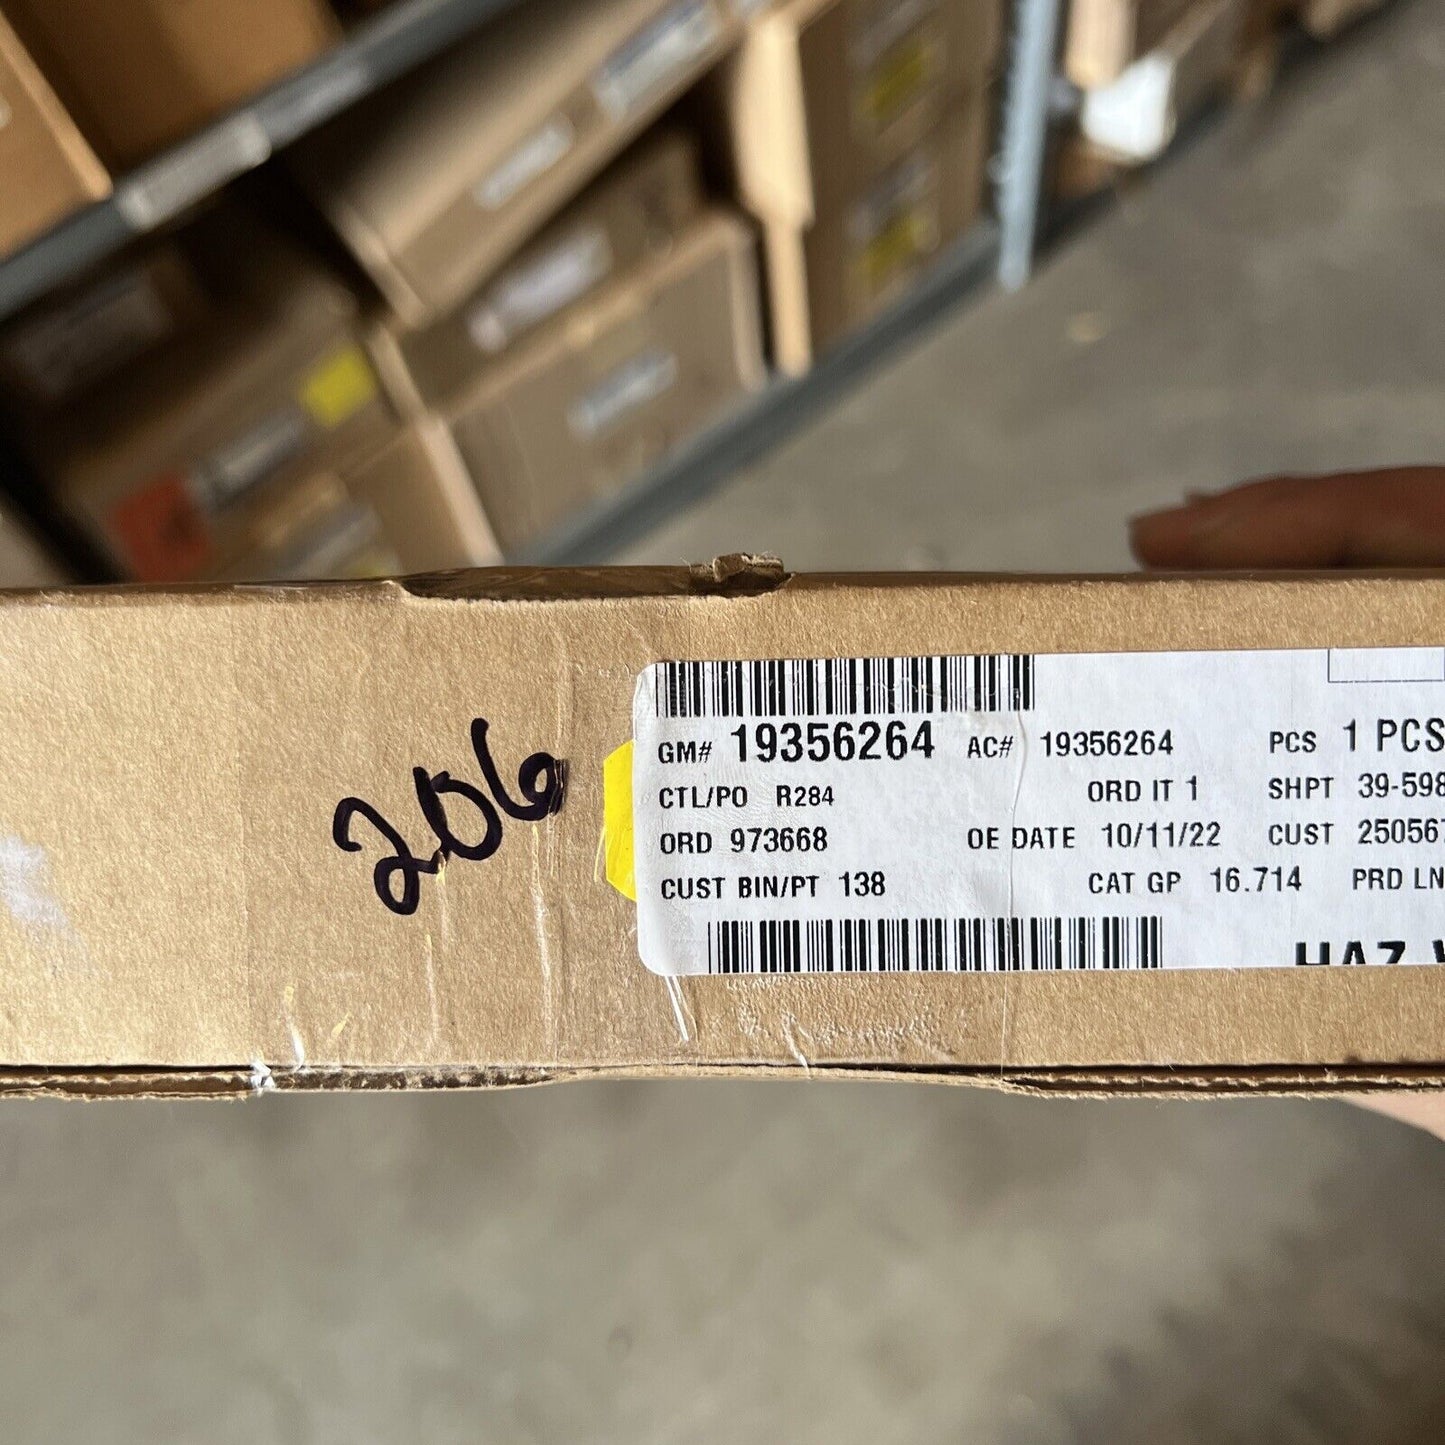 206
GM# 19356264 AC# 19356264 PCS 1 PCS
CTL/PO R284 ORD IT 1 SHPT 39-598
ORD 973668 OE DATE 10/11/22 CUST 250567
CUST BIN/PT 138 CAT GP 16.714 PRD LN
HAZ